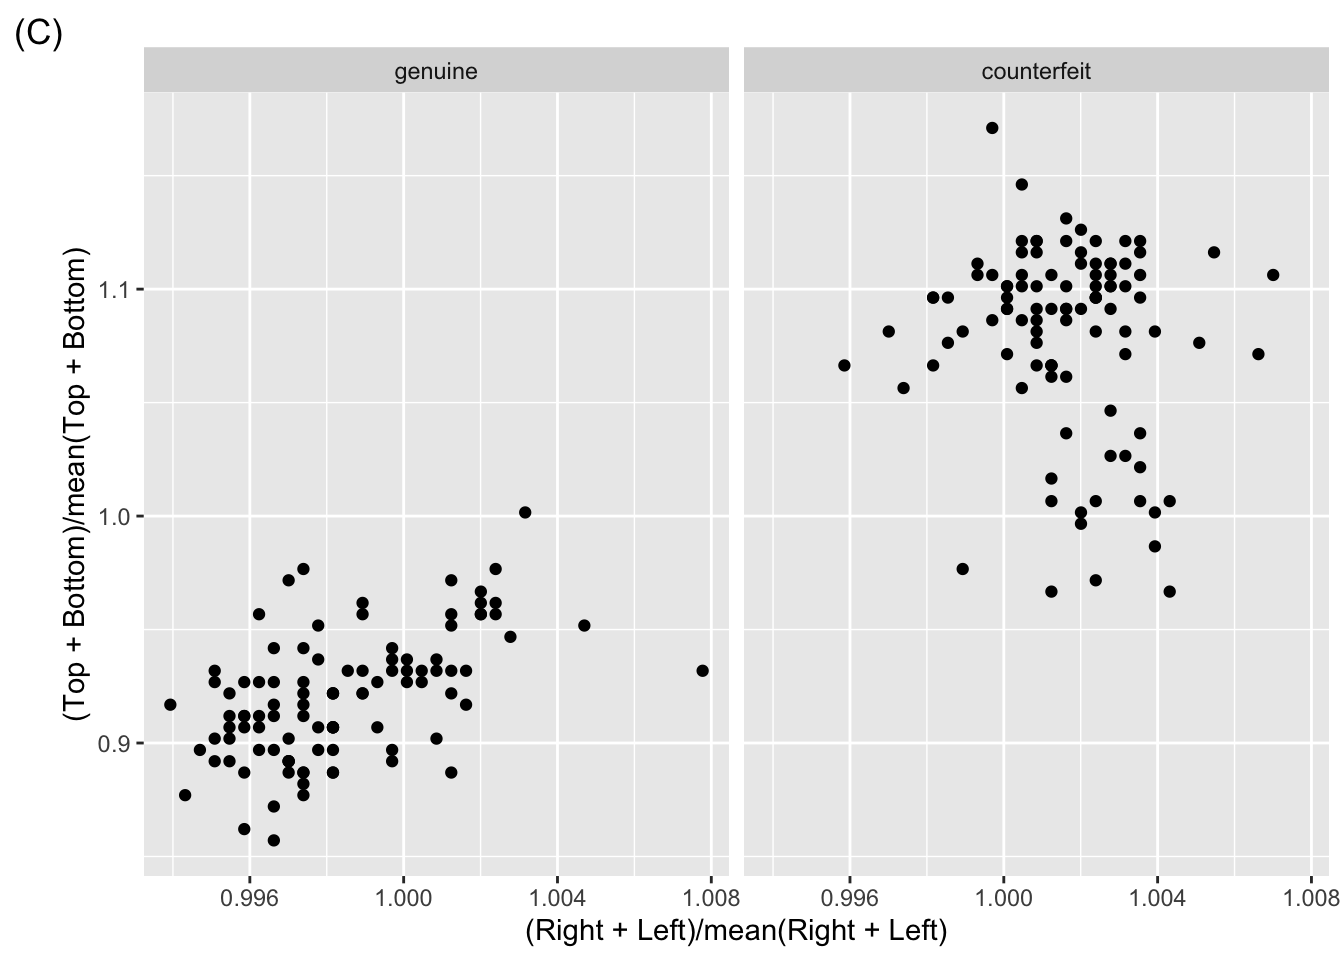 (C)
genuine
counterfeit
(Top + Bottom)/mean(Top + Bottom)
1.1
1.0
0.9
0.996 1.000 1.004 1.008
0.996 1.000 1.004 1.008
(Right + Left)/mean(Right + Left)